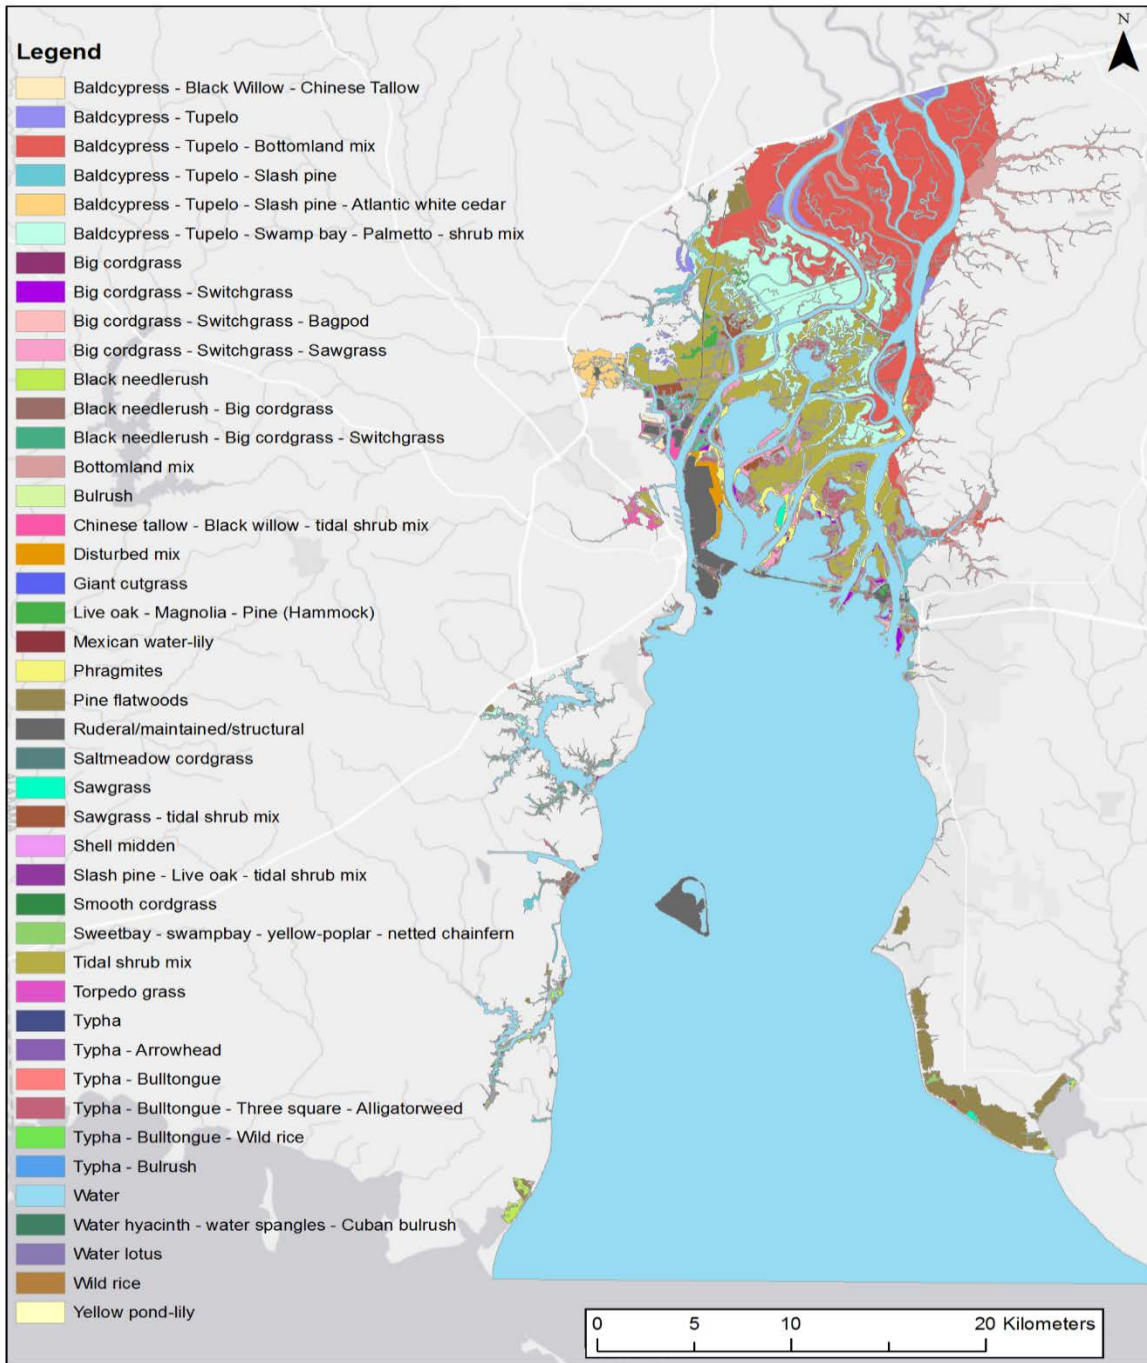 N
Legend
Baldcypress - Black Willow - Chinese Tallow
Baldcypress - Tupelo
Baldcypress - Tupelo - Bottomland mix
Baldcypress - Tupelo - Slash pine
Baldcypress - Tupelo - Slash pine - Atlantic white cedar
Baldcypress - Tupelo - Swamp bay - Palmetto - shrub mix
Big cordgrass
Big cordgrass - Switchgrass
Big cordgrass - Switchgrass - Bagpod
Big cordgrass - Switchgrass - Sawgrass
Black needlerush
Black needlerush - Big cordgrass
Black needlerush - Big cordgrass - Switchgrass
Bottomland mix
Bulrush
Chinese tallow - Black willow - tidal shrub mix
Disturbed mix
Giant cutgrass
Live oak - Magnolia - Pine (Hammock)
Mexican water-lily
Phragmites
Pine flatwoods
Ruderal/maintained/structural
Saltmeadow cordgrass
Sawgrass
Sawgrass - tidal shrub mix
Shell midden
Slash pine - Live oak - tidal shrub mix
Smooth cordgrass
Sweetbay - swampbay - yellow-poplar - netted chainfern
Tidal shrub mix
Torpedo grass
Typha
Typha - Arrowhead
Typha - Bulltongue
Typha - Bulltongue - Three square - Alligatorweed
Typha - Bulltongue - Wild rice
Typha - Bulrush
Water
Water hyacinth - water spangles - Cuban bulrush
Water lotus
Wild rice
Yellow pond-lily
0 5 10 20 Kilometers